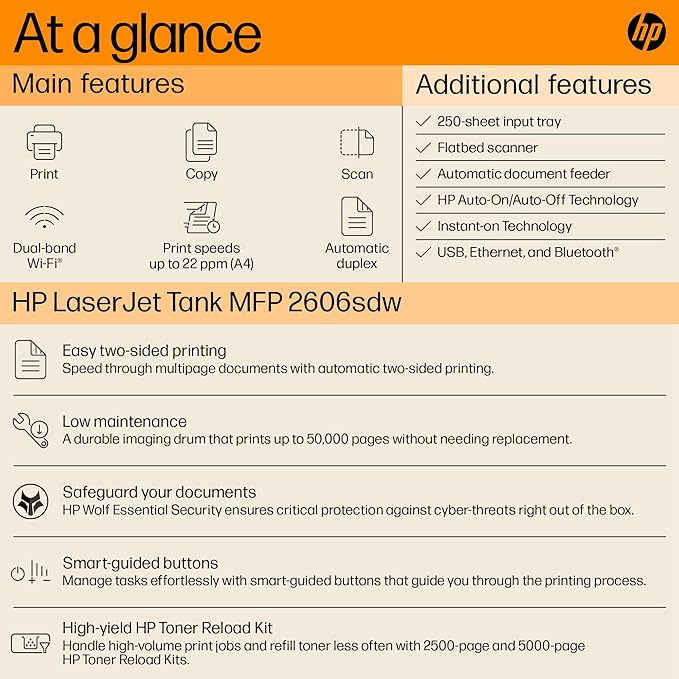 At a glance
hp
Main features
Print
Copy
Scan
Dual-band
Wi-Fi®
Print speeds
up to 22 ppm (A4)
Automatic
duplex
Additional features
250-sheet input tray
Flatbed scanner
Automatic document feeder
HP Auto-On/Auto-Off Technology
Instant-on Technology
USB, Ethernet, and Bluetooth®
HP LaserJet Tank MFP 2606sdw
Easy two-sided printing
Speed through multipage documents with automatic two-sided printing.
Low maintenance
A durable imaging drum that prints up to 50,000 pages without needing replacement.
Safeguard your documents
HP Wolf Essential Security ensures critical protection against cyber-threats right out of the box.
Smart-guided buttons
Manage tasks effortlessly with smart-guided buttons that guide you through the printing process.
High-yield HP Toner Reload Kit
Handle high-volume print jobs and refill toner less often with 2500-page and 5000-page
HP Toner Reload Kits.